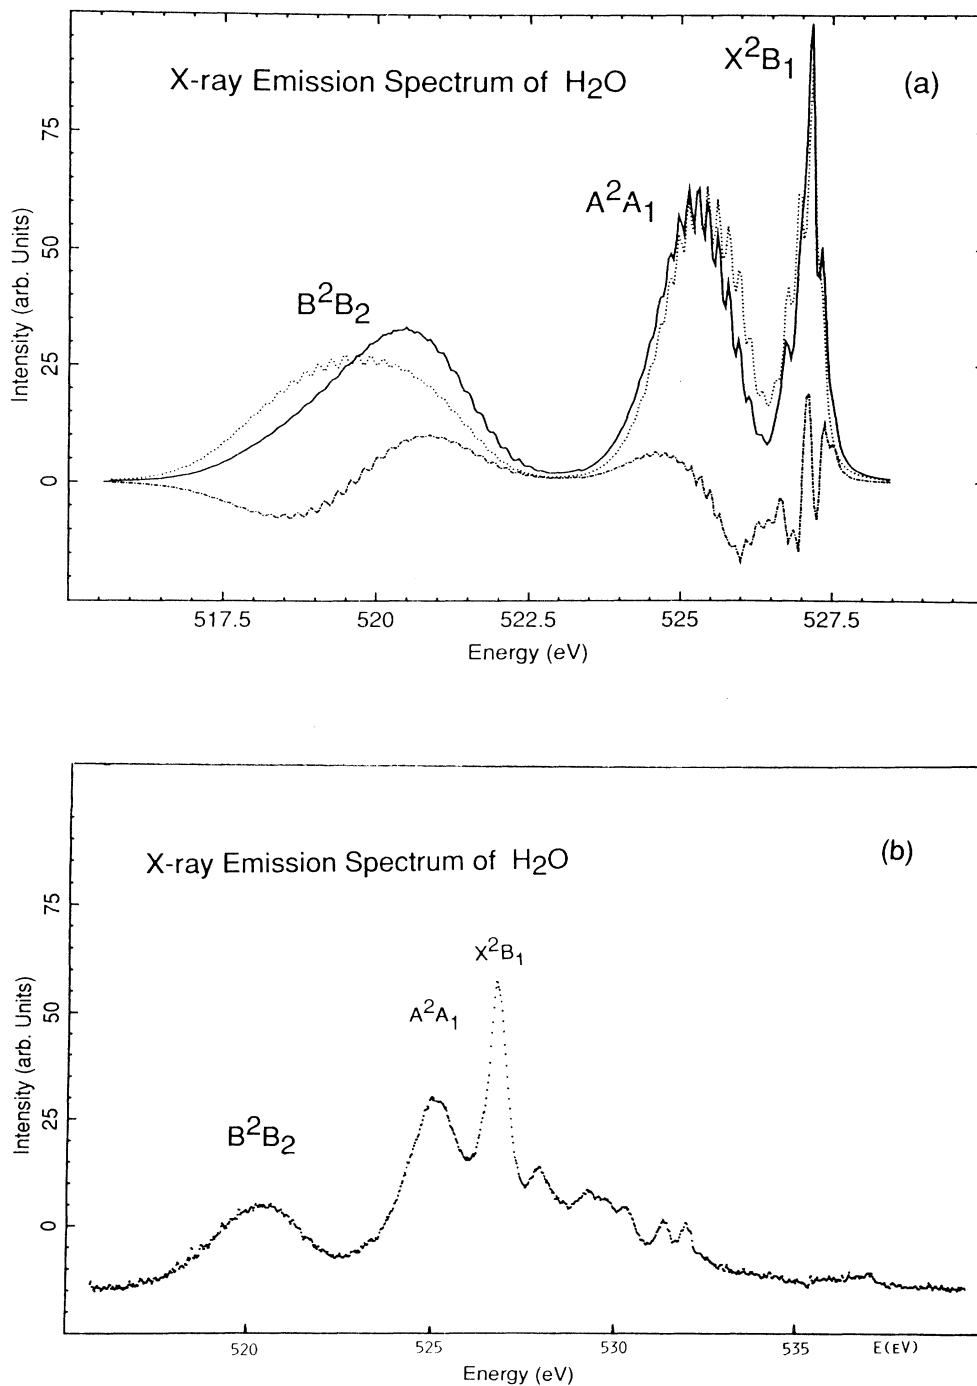 X-ray Emission Spectrum of H2O
X²B₁
(a)
A²A₁
B²B₂
Intensity (arb. Units)
75
50
25
0
517.5 520 522.5 525 527.5
Energy (eV)
X-ray Emission Spectrum of H2O
(b)
X²B₁
A²A₁
B²B₂
Intensity (arb. Units)
75
50
25
0
520 525 530 535 E(EV)
Energy (eV)